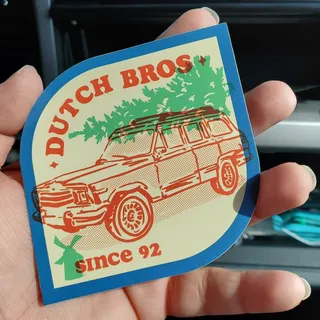 DUTCH BROS
since 92